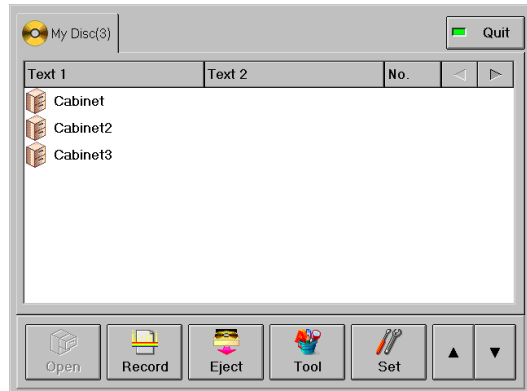 My Disc(3)
Quit
Text 1 Text 2 No.
Cabinet
Cabinet2
Cabinet3
Open Record Eject Tool Set